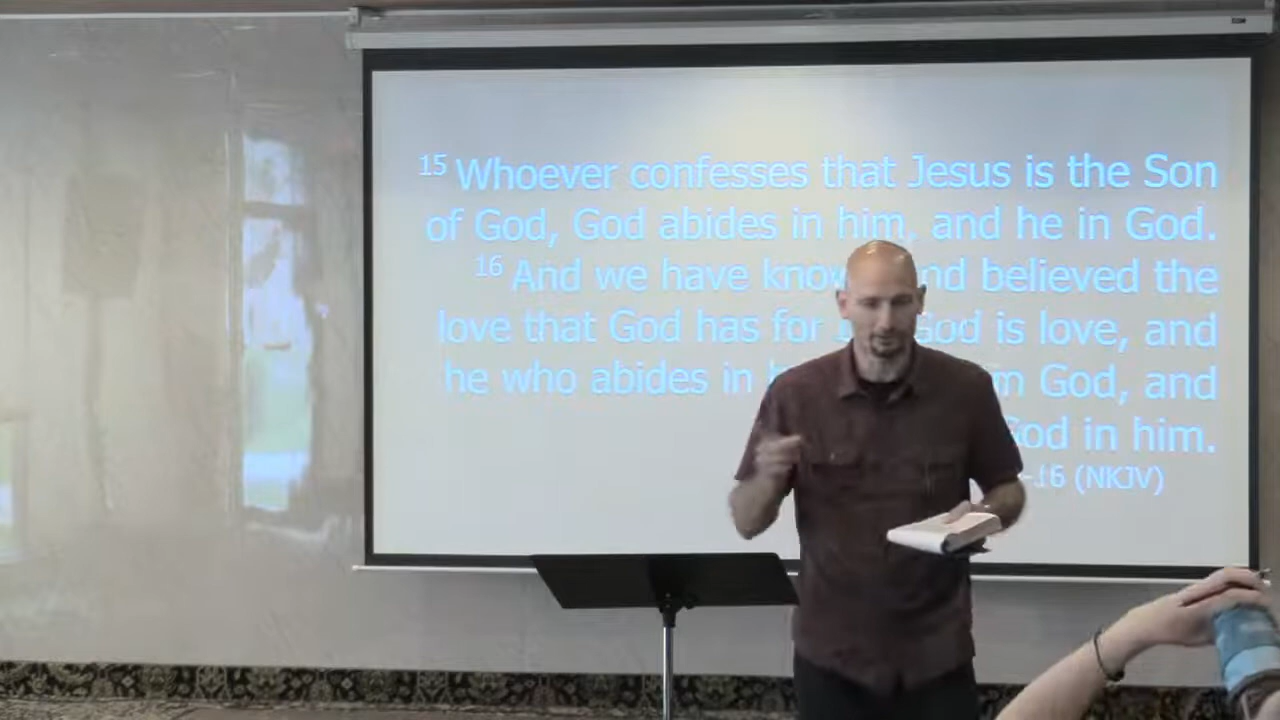 15 Whoever confesses that Jesus is the Son
of God, God abides in him, and he in God.
16 And we have know nd believed the
love that God has for God is love, and
he who abides in m God, and
God in him.
-16 (NKJV)